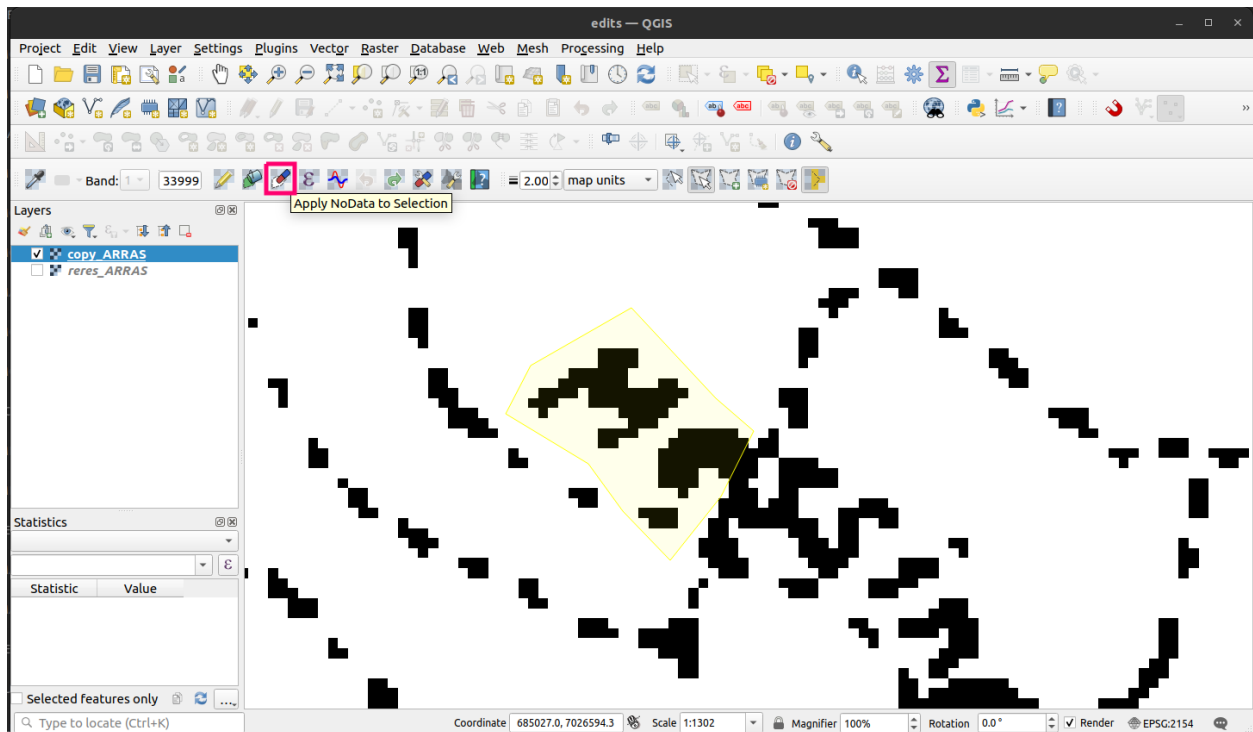 edits — QGIS
Project Edit View Layer Settings Plugins Vector Raster Database Web Mesh Processing Help
Band: 1 33999 2.00 map units
Apply NoData to Selection
Layers
copy_ARRAS
reres_ARRAS
Statistics
Statistic Value
Selected features only
Type to locate (Ctrl+K) Coordinate 685027.0, 7026594.3 Scale 1:1302 Magnifier 100% Rotation 0.0 ° Render EPSG:2154